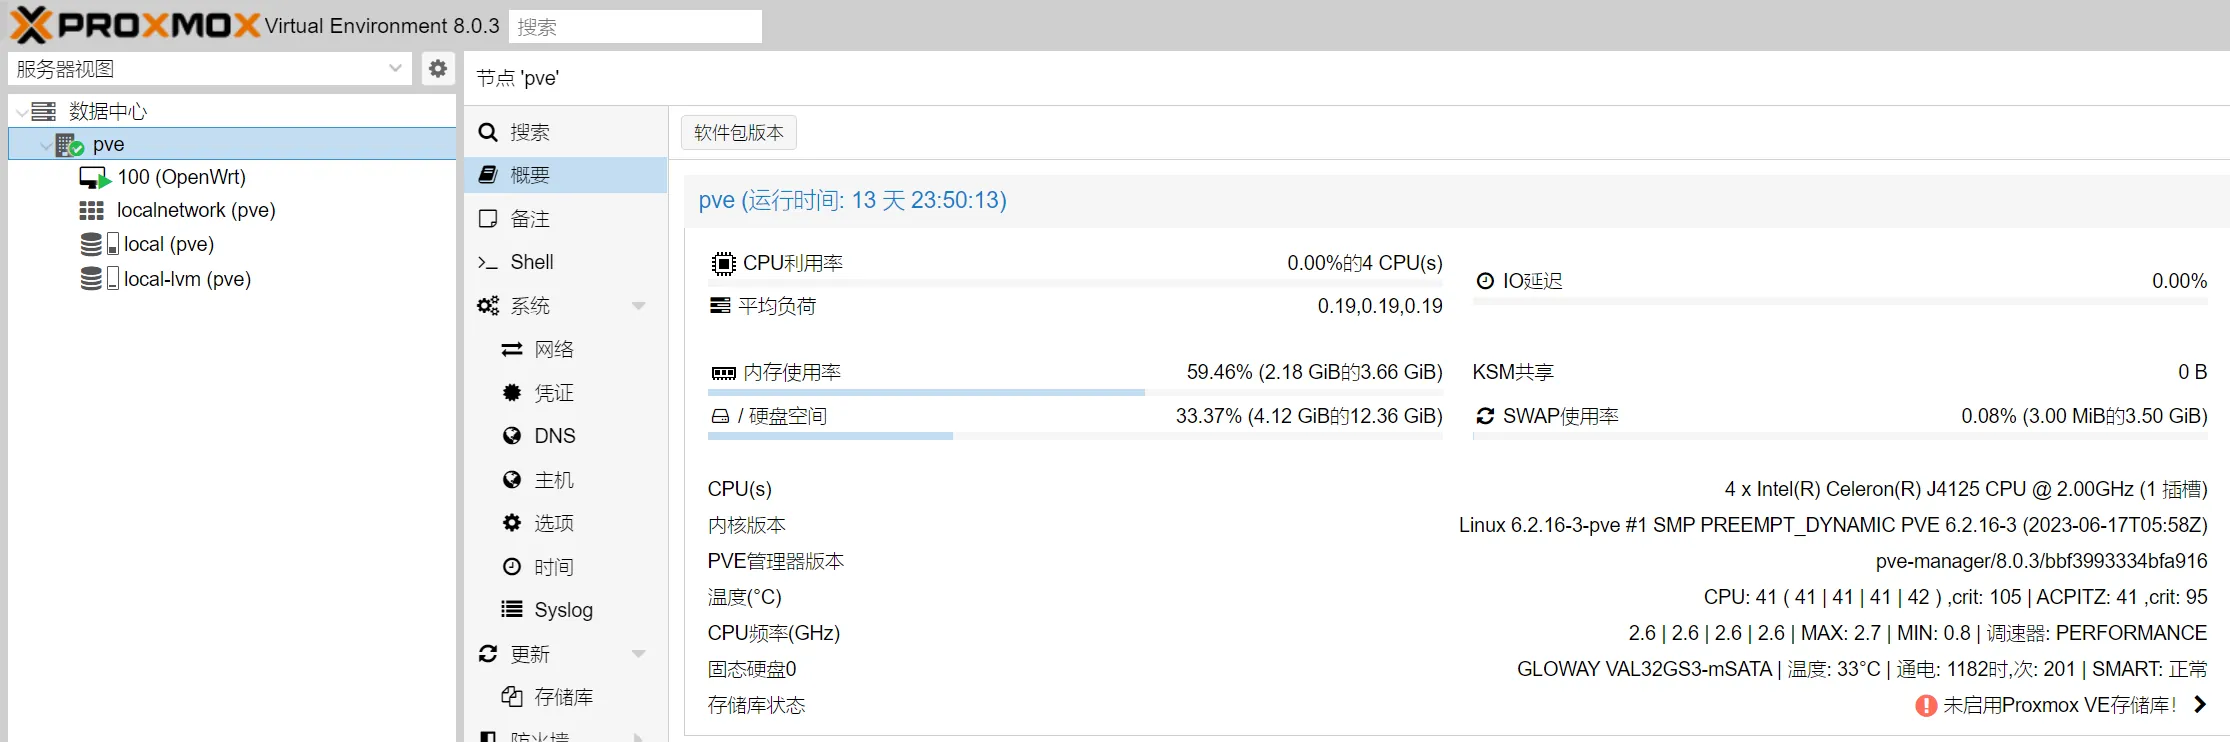 PROXMOX Virtual Environment 8.0.3 搜索
服务器视图
数据中心
pve
100 (OpenWrt)
localnetwork (pve)
local (pve)
local-lvm (pve)
节点 'pve'
搜索
概要
备注
Shell
系统
网络
凭证
DNS
主机
选项
时间
Syslog
更新
存储库
防火墙
软件包版本
pve (运行时间: 13 天 23:50:13)
CPU利用率 0.00%的4 CPU(s)
平均负荷 0.19,0.19,0.19
IO延迟 0.00%
内存使用率 59.46% (2.18 GiB的3.66 GiB)
KSM共享 0 B
/ 硬盘空间 33.37% (4.12 GiB的12.36 GiB)
SWAP使用率 0.08% (3.00 MiB的3.50 GiB)
CPU(s) 4 x Intel(R) Celeron(R) J4125 CPU @ 2.00GHz (1 插槽)
内核版本 Linux 6.2.16-3-pve #1 SMP PREEMPT_DYNAMIC PVE 6.2.16-3 (2023-06-17T05:58Z)
PVE管理器版本 pve-manager/8.0.3/bbf3993334bfa916
温度(°C) CPU: 41 ( 41 | 41 | 41 | 42 ) ,crit: 105 | ACPITZ: 41 ,crit: 95
CPU频率(GHz) 2.6 | 2.6 | 2.6 | 2.6 | MAX: 2.7 | MIN: 0.8 | 调速器: PERFORMANCE
固态硬盘0 GLOWAY VAL32GS3-mSATA | 温度: 33°C | 通电: 1182时,次: 201 | SMART: 正常
存储库状态 未启用Proxmox VE存储库!